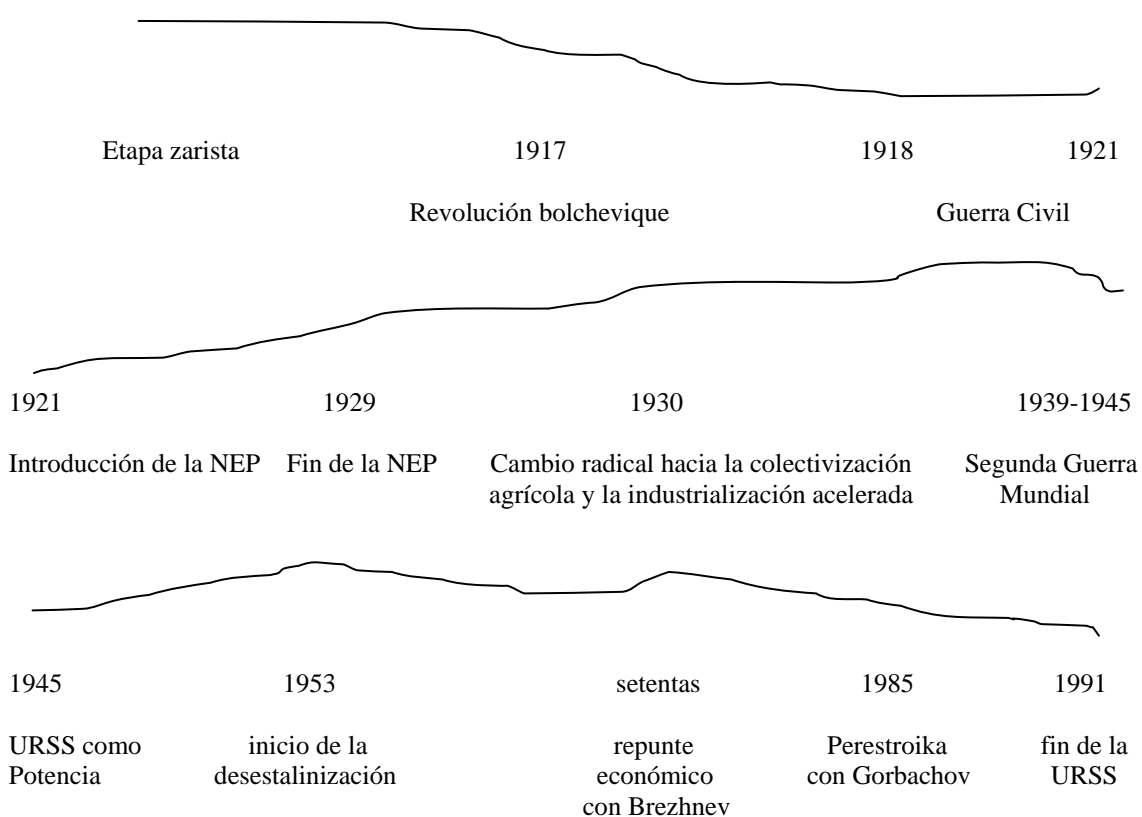 Etapa zarista 1917 1918 1921
Revolución bolchevique Guerra Civil
1921 1929 1930 1939-1945
Introducción de la NEP Fin de la NEP Cambio radical hacia la colectivización Segunda Guerra
agrícola y la industrialización acelerada Mundial
1945 1953 setentas 1985 1991
URSS como inicio de la repunte Perestroika fin de la
Potencia desestalinización económico con Gorbachov URSS
con Brezhnev